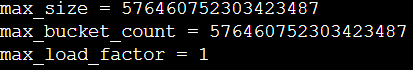 max_size = 576460752303423487
max_bucket_count = 576460752303423487
max_load_factor = 1